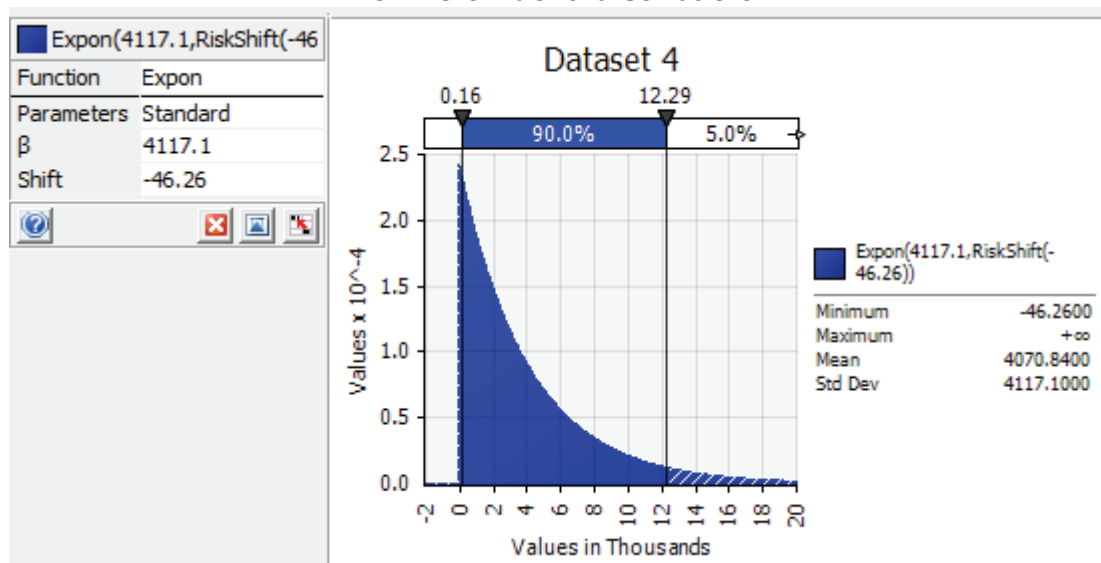 Expon(4117.1,RiskShift(-46
Function Expon
Parameters Standard
β 4117.1
Shift -46.26
Dataset 4
0.16 12.29
90.0% 5.0%
2.5
2.0
1.5
1.0
0.5
0.0
Values x 10^-4
-2 0 2 4 6 8 10 12 14 16 18 20
Values in Thousands
Expon(4117.1,RiskShift(-
46.26))
Minimum -46.2600
Maximum +∞
Mean 4070.8400
Std Dev 4117.1000